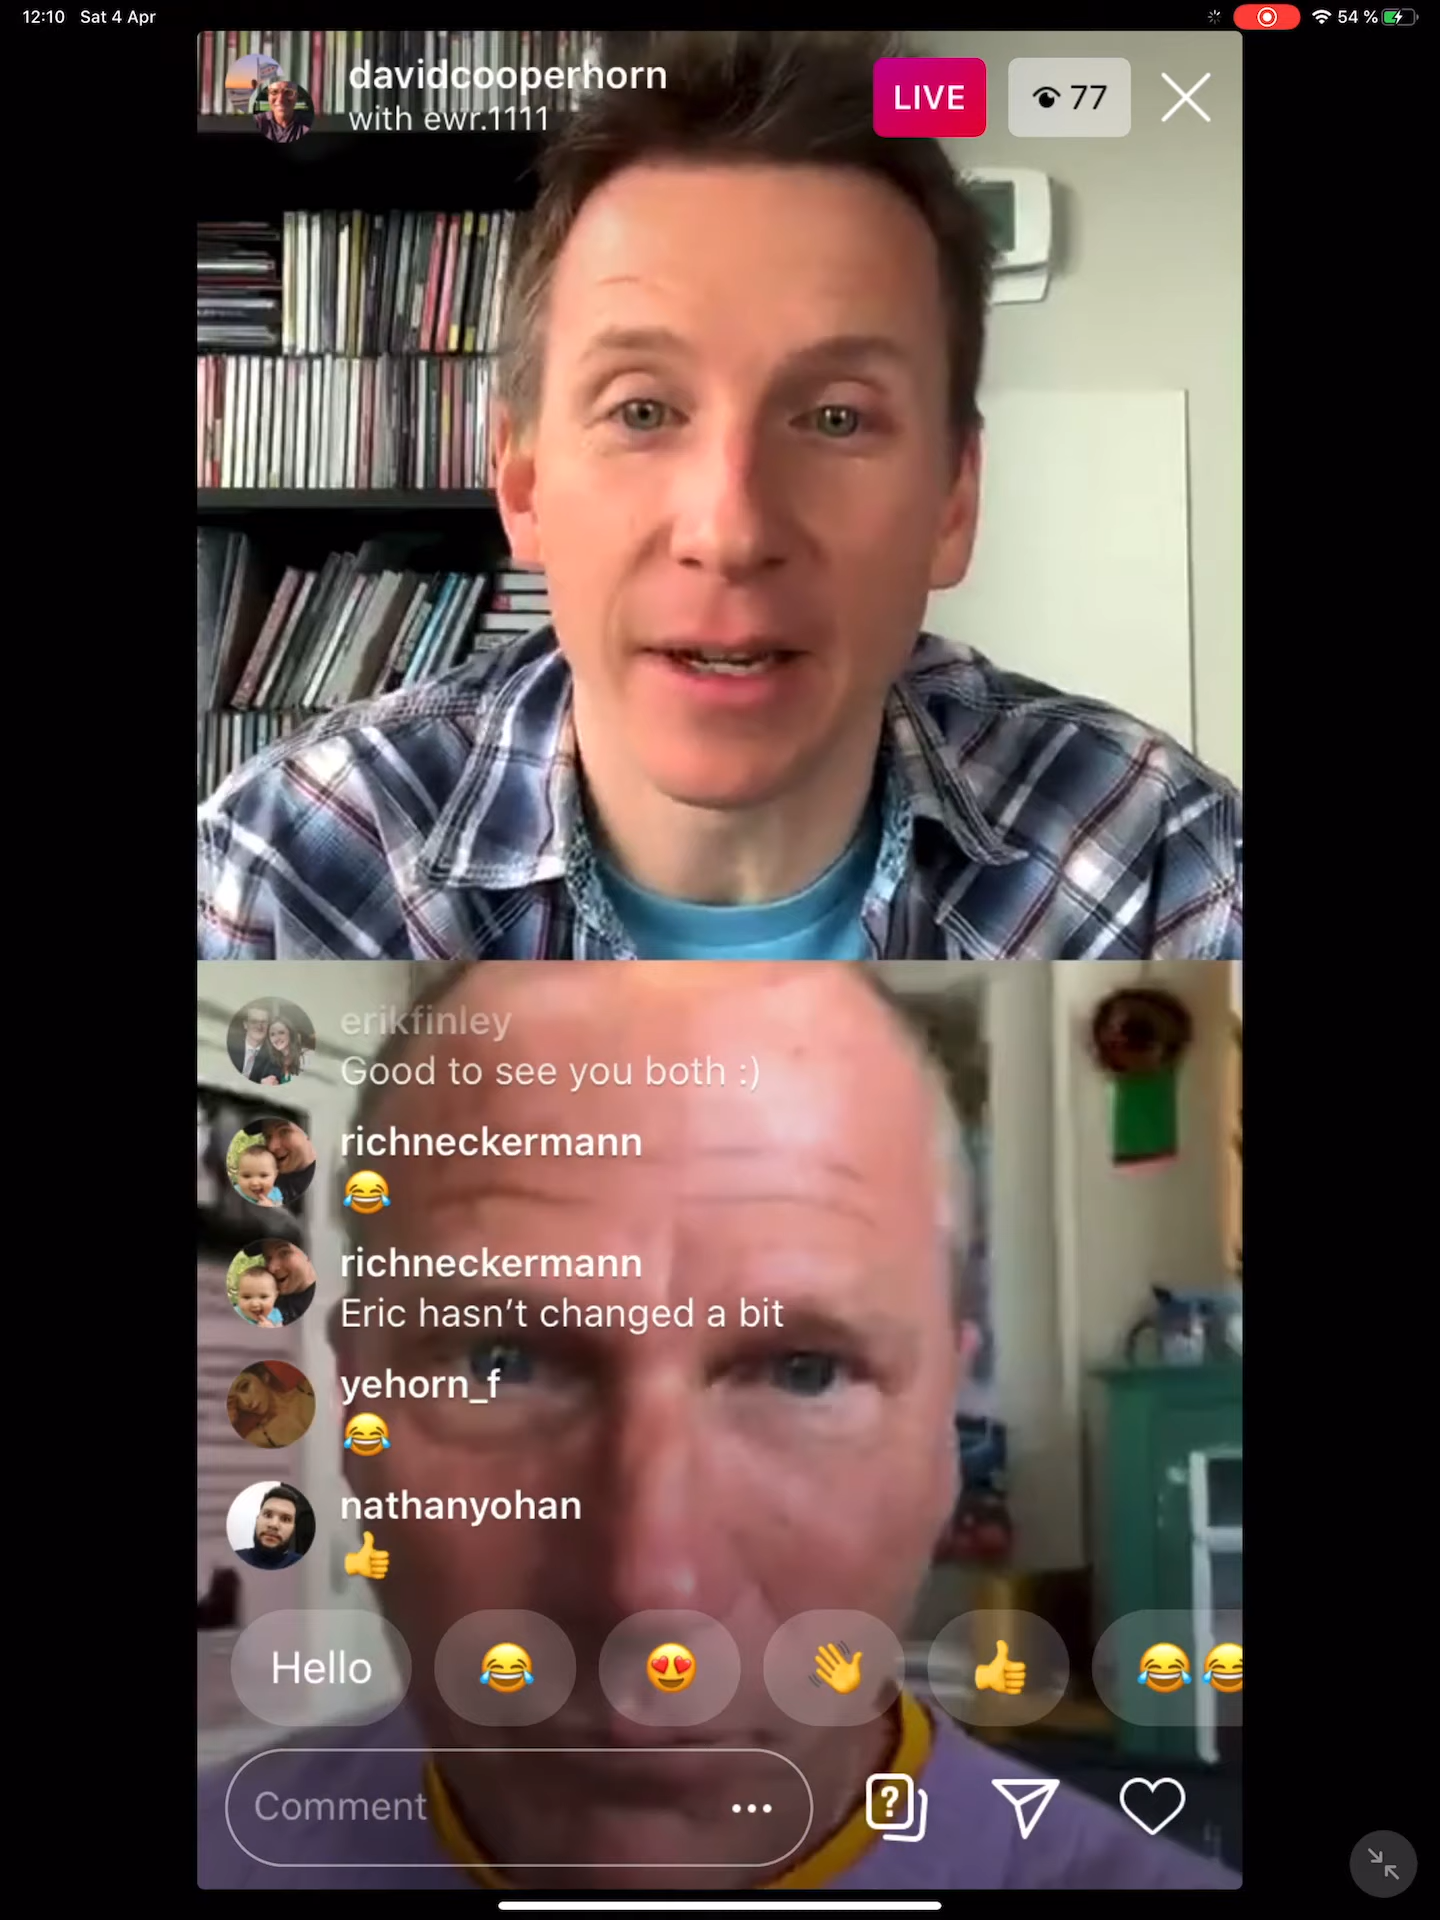 12:10 Sat 4 Apr
54 %
davidcooperhorn
with ewr.1111
LIVE
77
erikfinley
Good to see you both :)
richneckermann
😂
richneckermann
Eric hasn't changed a bit
yehorn_f
😂
nathanyohan
👍
Hello 😂 😍 👋 👍 😂😂
Comment
?